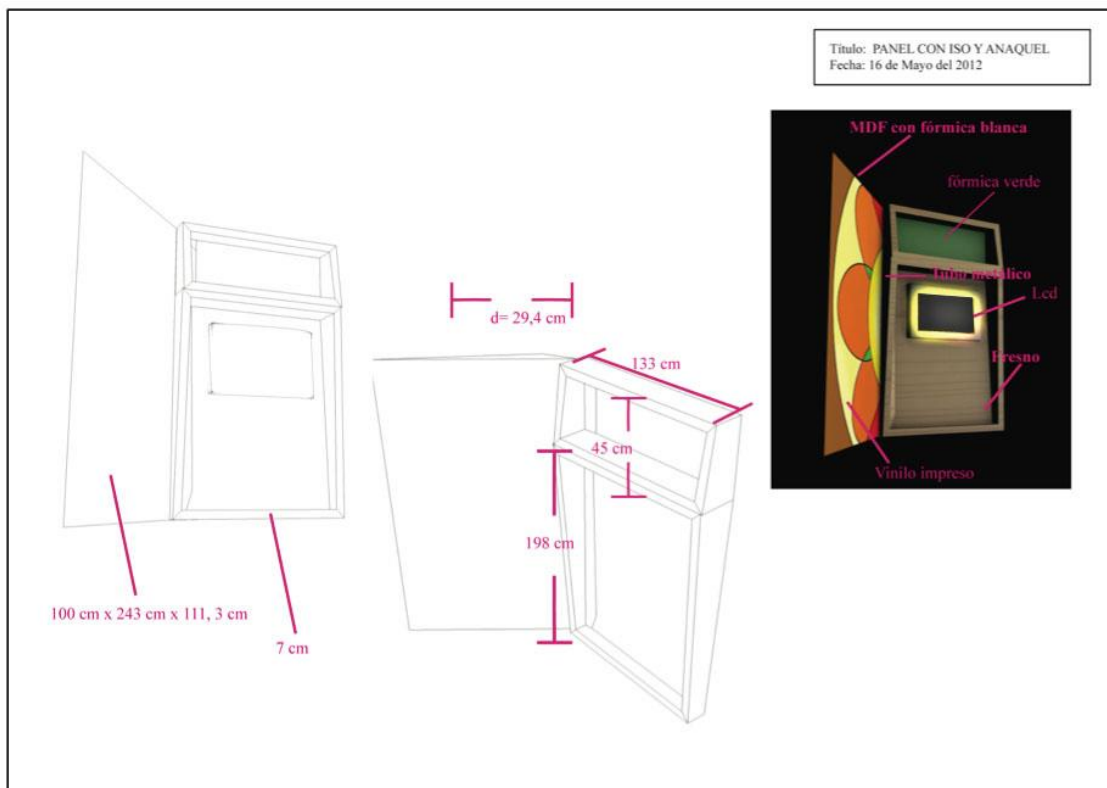 Título:  PANEL CON ISO Y ANAQUEL
Fecha: 16 de Mayo del 2012
MDF con fórmica blanca
fórmica verde
Tubo metálico
Lcd
Fresno
Vinilo impreso
d= 29,4 cm
133 cm
45 cm
198 cm
100 cm x 243 cm x 111, 3 cm
7 cm